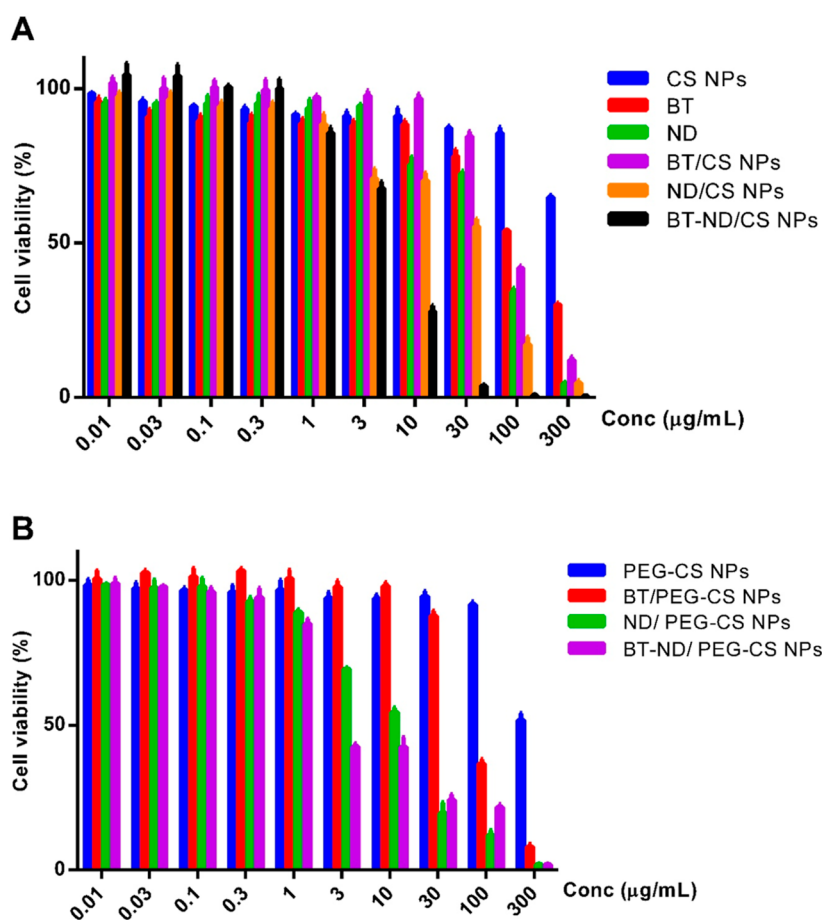 A
Cell viability (%)
100
50
0
CS NPs
BT
ND
BT/CS NPs
ND/CS NPs
BT-ND/CS NPs
0.01 0.03 0.1 0.3 1 3 10 30 100 300
Conc (μg/mL)
B
Cell viability (%)
100
50
0
PEG-CS NPs
BT/PEG-CS NPs
ND/ PEG-CS NPs
BT-ND/ PEG-CS NPs
0.01 0.03 0.1 0.3 1 3 10 30 100 300
Conc (μg/mL)